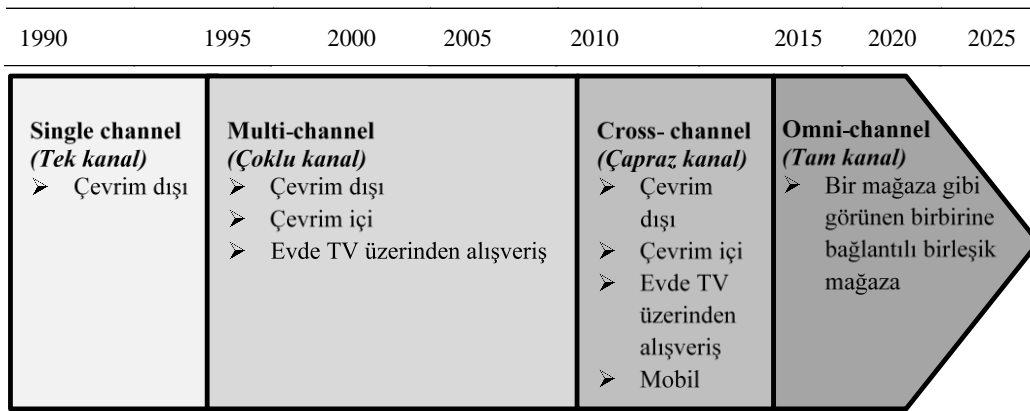 1990 1995 2000 2005 2010 2015 2020 2025
Single channel
(Tek kanal)
➢ Çevrim dışı
Multi-channel
(Çoklu kanal)
➢ Çevrim dışı
➢ Çevrim içi
➢ Evde TV üzerinden alışveriş
Cross- channel
(Çapraz kanal)
➢ Çevrim
dışı
➢ Çevrim içi
➢ Evde TV
üzerinden
alışveriş
➢ Mobil
Omni-channel
(Tam kanal)
➢ Bir mağaza gibi
görünen birbirine
bağlantılı birleşik
mağaza